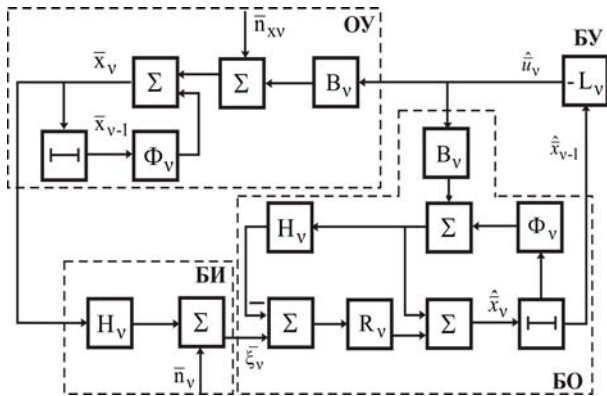 n̄xν ОУ БУ
x̄ν Σ Σ Bν û̄ν -Lν
x̄ν-1 Φν x̂̄ν-1
Bν
Hν Σ Φν
БИ
Hν Σ − Σ Rν Σ x̂̄ν
n̄ν ξ̄ν БО